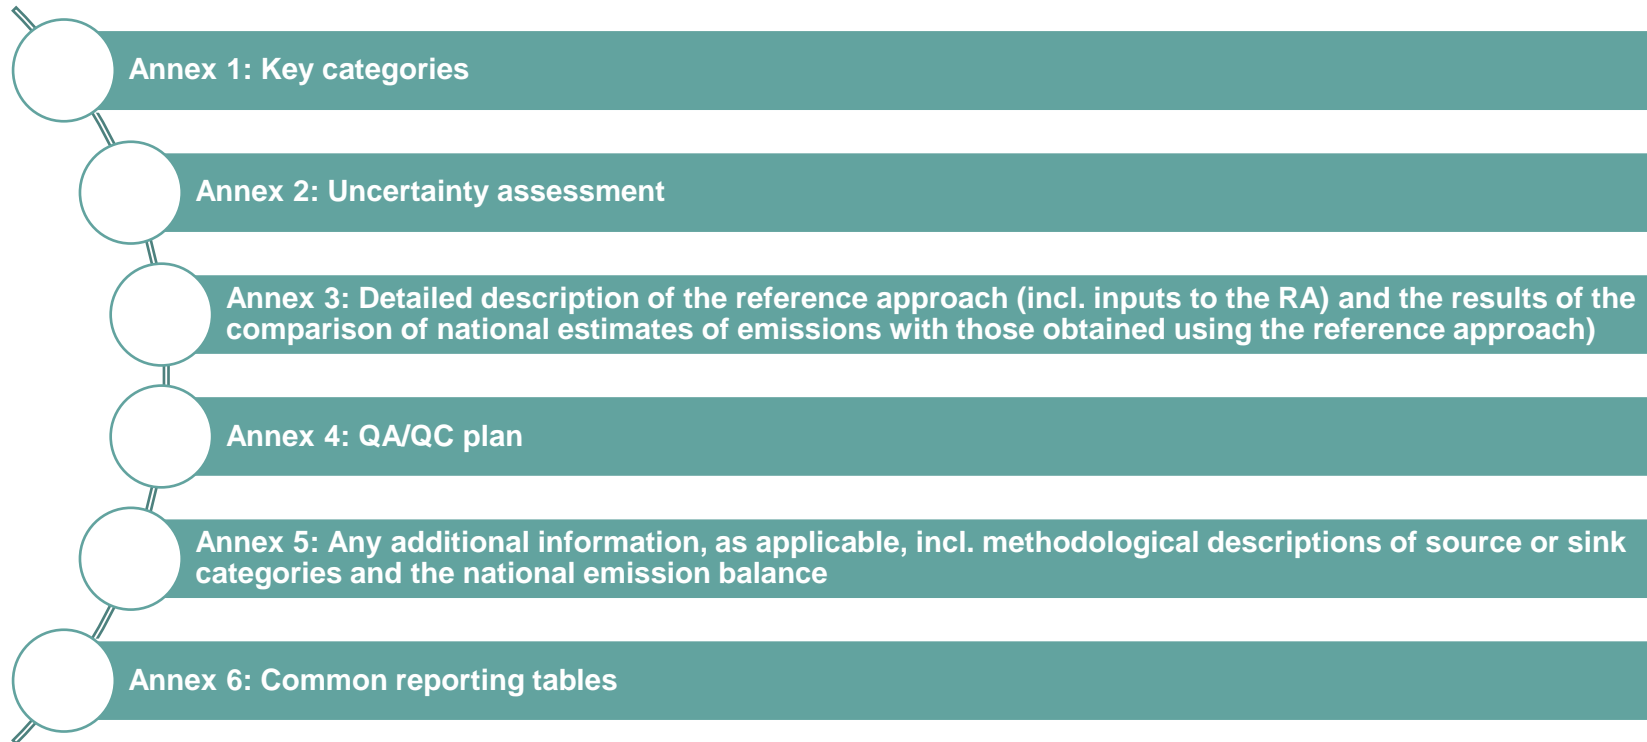 Annex 1: Key categories
Annex 2: Uncertainty assessment
Annex 3: Detailed description of the reference approach (incl. inputs to the RA) and the results of the
comparison of national estimates of emissions with those obtained using the reference approach)
Annex 4: QA/QC plan
Annex 5: Any additional information, as applicable, incl. methodological descriptions of source or sink
categories and the national emission balance
Annex 6: Common reporting tables